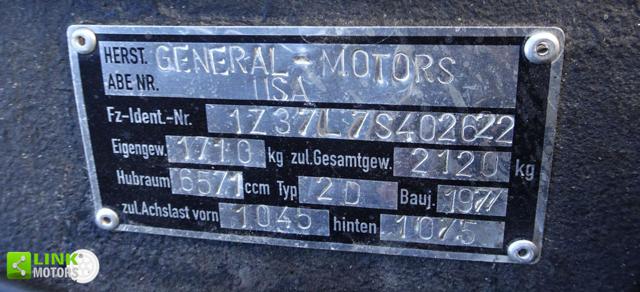 HERST. GENERAL - MOTORS
ABE NR. USA
Fz-Ident.-Nr. 1Z37L7S402622
Eigengew. 1710 kg zul.Gesamtgew. 2120 kg
Hubraum 6571 ccm Typ 2D Bauj. 1977
zul.Achslast vorn 1045 hinten 1075
LINK
MOTORS